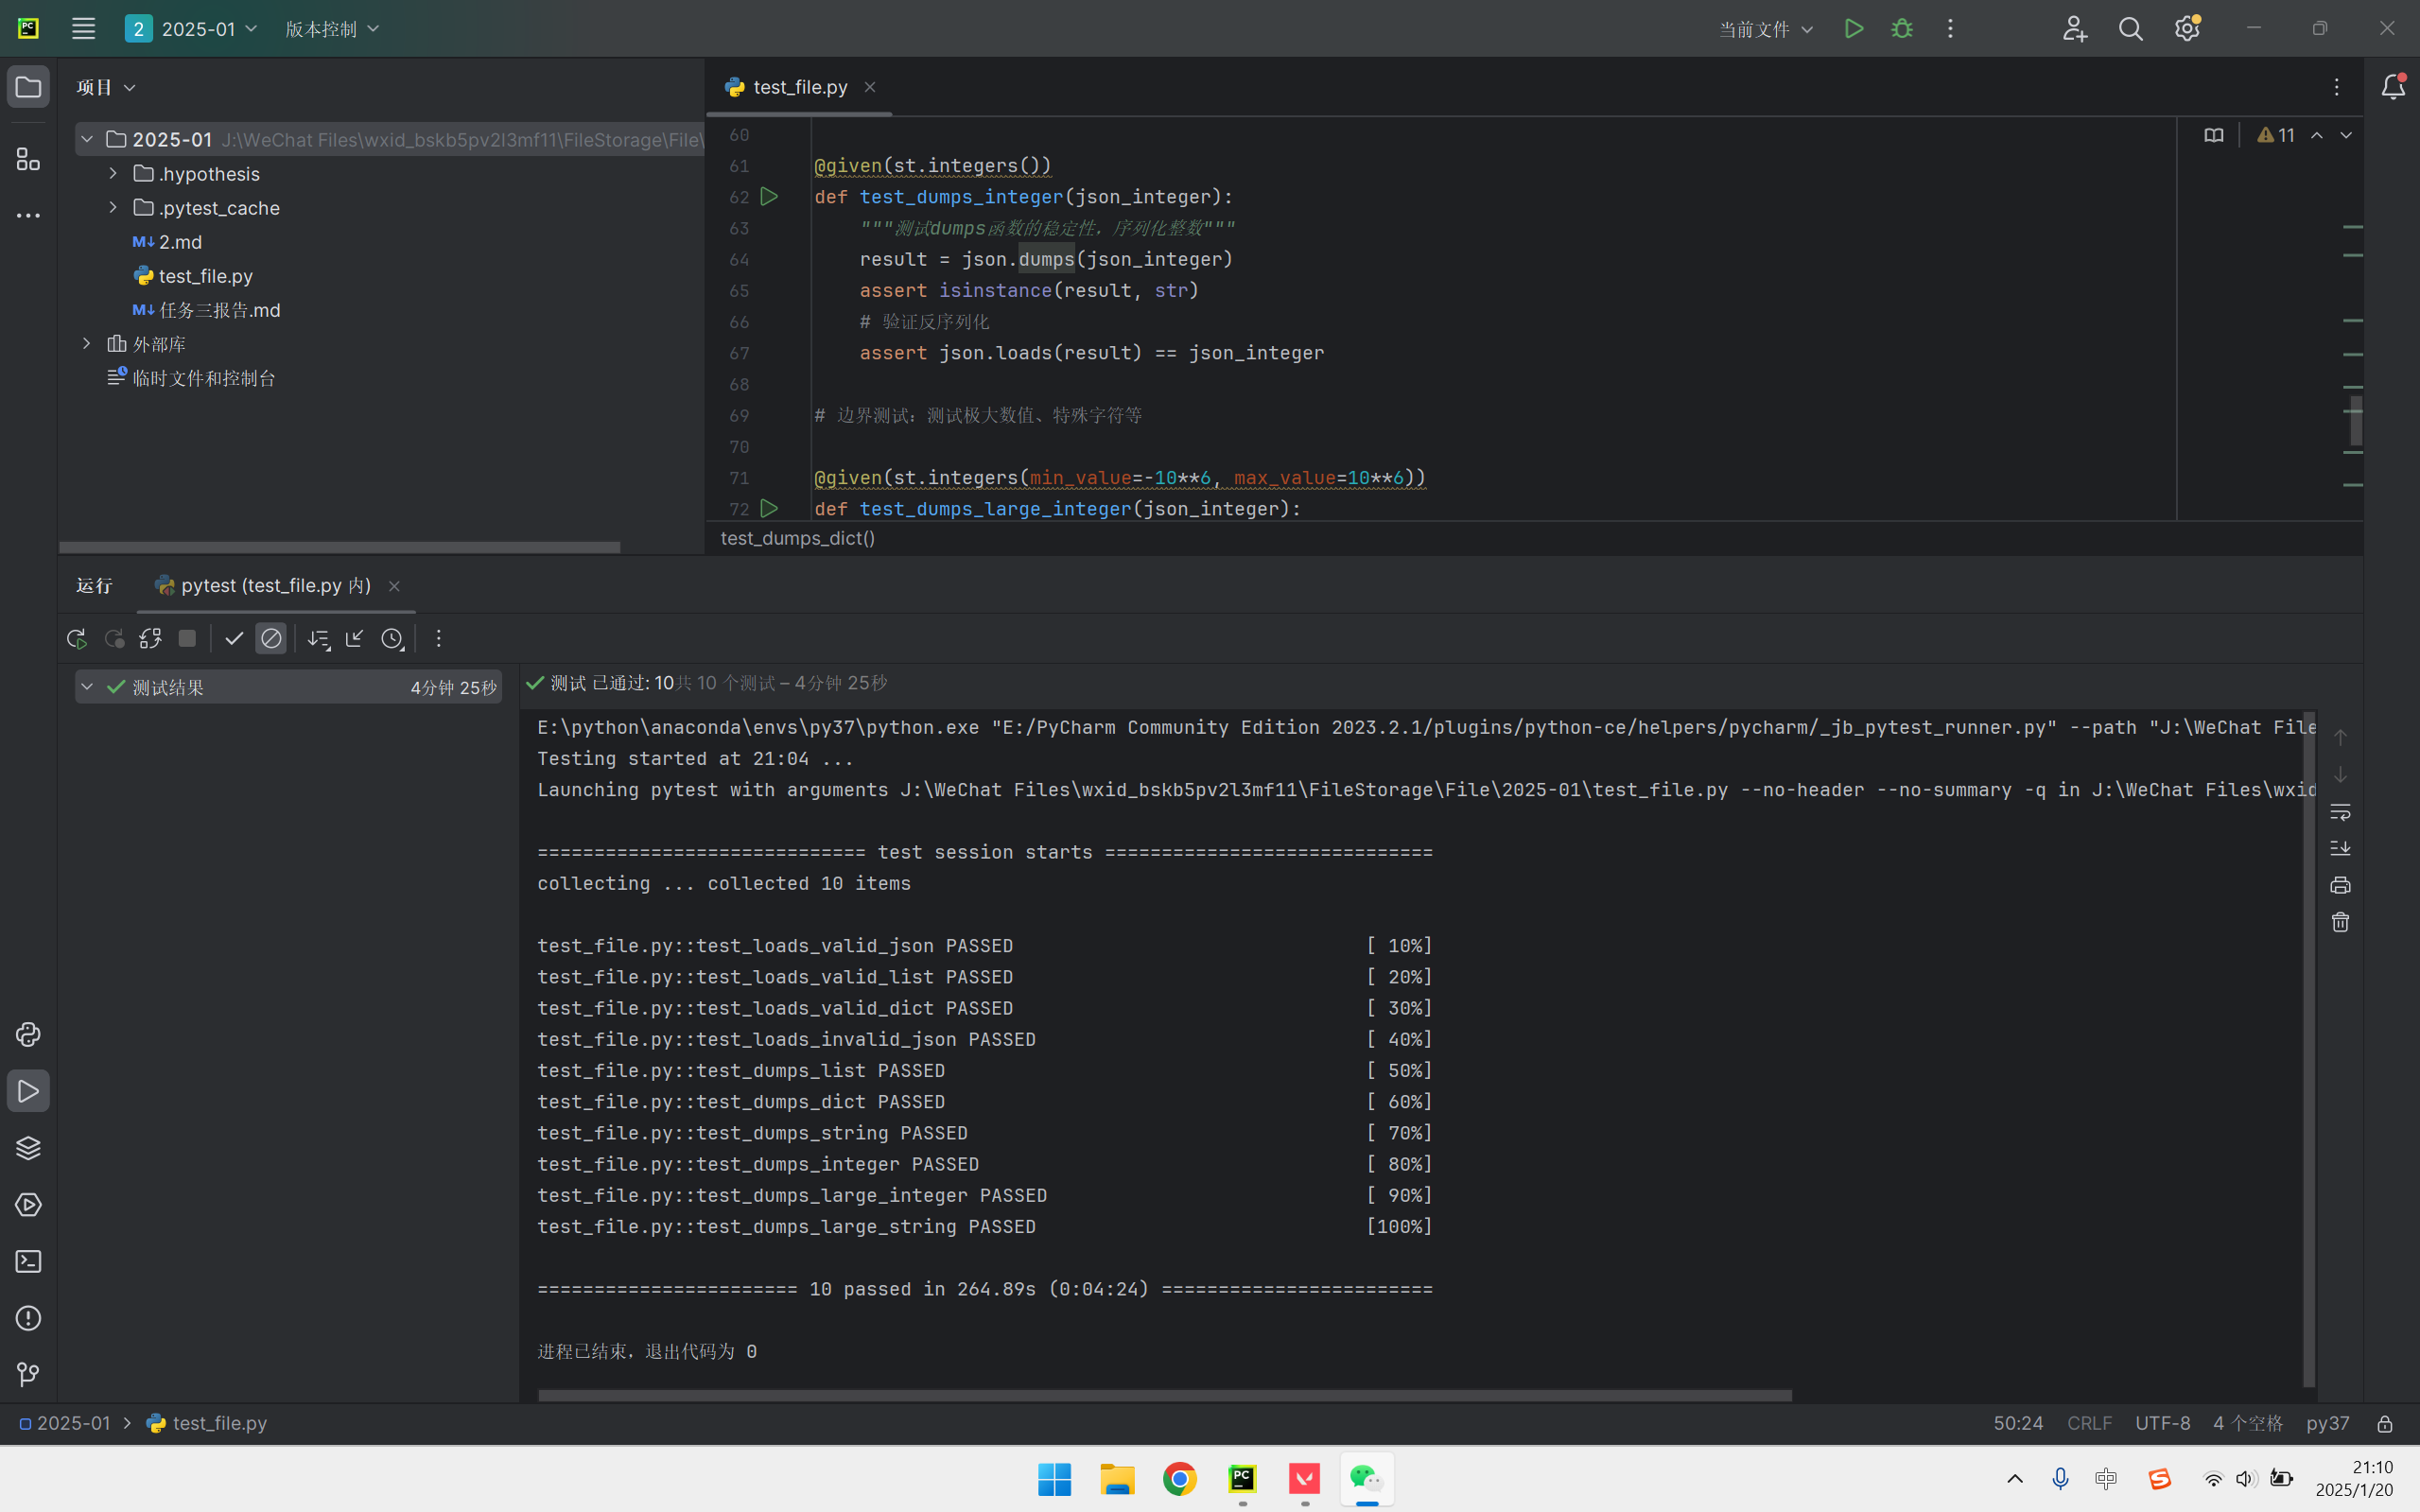 PC
2 2025-01 版本控制
当前文件
项目
test_file.py
2025-01 J:\WeChat Files\wxid_bskb5pv2l3mf11\FileStorage\File\
.hypothesis
.pytest_cache
M↓ 2.md
test_file.py
M↓ 任务三报告.md
外部库
临时文件和控制台
11
60
61 @given(st.integers())
62 def test_dumps_integer(json_integer):
63 """测试dumps函数的稳定性，序列化整数"""
64 result = json.dumps(json_integer)
65 assert isinstance(result, str)
66 # 验证反序列化
67 assert json.loads(result) == json_integer
68
69 # 边界测试：测试极大数值、特殊字符等
70
71 @given(st.integers(min_value=-10**6, max_value=10**6))
72 def test_dumps_large_integer(json_integer):
test_dumps_dict()
运行 pytest (test_file.py 内)
测试结果 4分钟 25秒
测试 已通过: 10共 10 个测试 – 4分钟 25秒
E:\python\anaconda\envs\py37\python.exe "E:/PyCharm Community Edition 2023.2.1/plugins/python-ce/helpers/pycharm/_jb_pytest_runner.py" --path "J:\WeChat File
Testing started at 21:04 ...
Launching pytest with arguments J:\WeChat Files\wxid_bskb5pv2l3mf11\FileStorage\File\2025-01\test_file.py --no-header --no-summary -q in J:\WeChat Files\wxid
============================= test session starts =============================
collecting ... collected 10 items
test_file.py::test_loads_valid_json PASSED [ 10%]
test_file.py::test_loads_valid_list PASSED [ 20%]
test_file.py::test_loads_valid_dict PASSED [ 30%]
test_file.py::test_loads_invalid_json PASSED [ 40%]
test_file.py::test_dumps_list PASSED [ 50%]
test_file.py::test_dumps_dict PASSED [ 60%]
test_file.py::test_dumps_string PASSED [ 70%]
test_file.py::test_dumps_integer PASSED [ 80%]
test_file.py::test_dumps_large_integer PASSED [ 90%]
test_file.py::test_dumps_large_string PASSED [100%]
======================= 10 passed in 264.89s (0:04:24) ========================
进程已结束，退出代码为 0
2025-01 test_file.py
50:24 CRLF UTF-8 4 个空格 py37
PC
中
S
21:10
2025/1/20